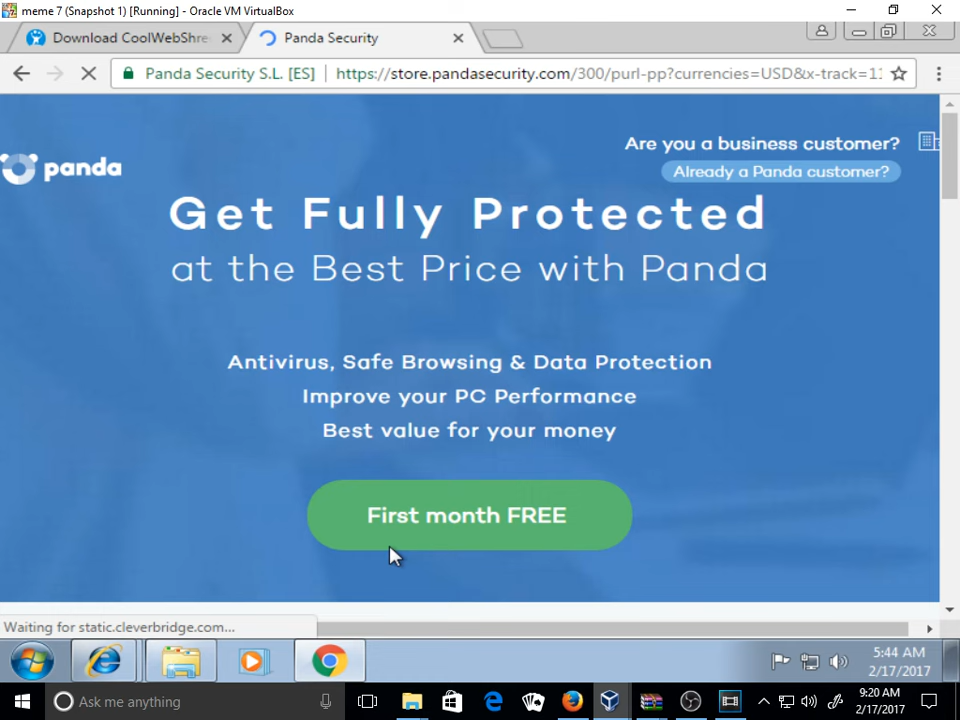 meme 7 (Snapshot 1) [Running] - Oracle VM VirtualBox
Download CoolWebShre
Panda Security
Panda Security S.L. [ES]
https://store.pandasecurity.com/300/purl-pp?currencies=USD&x-track=11
Are you a business customer?
panda
Already a Panda customer?
Get Fully Protected
at the Best Price with Panda
Antivirus, Safe Browsing & Data Protection
Improve your PC Performance
Best value for your money
First month FREE
Waiting for static.cleverbridge.com...
5:44 AM
2/17/2017
Ask me anything
9:20 AM
2/17/2017